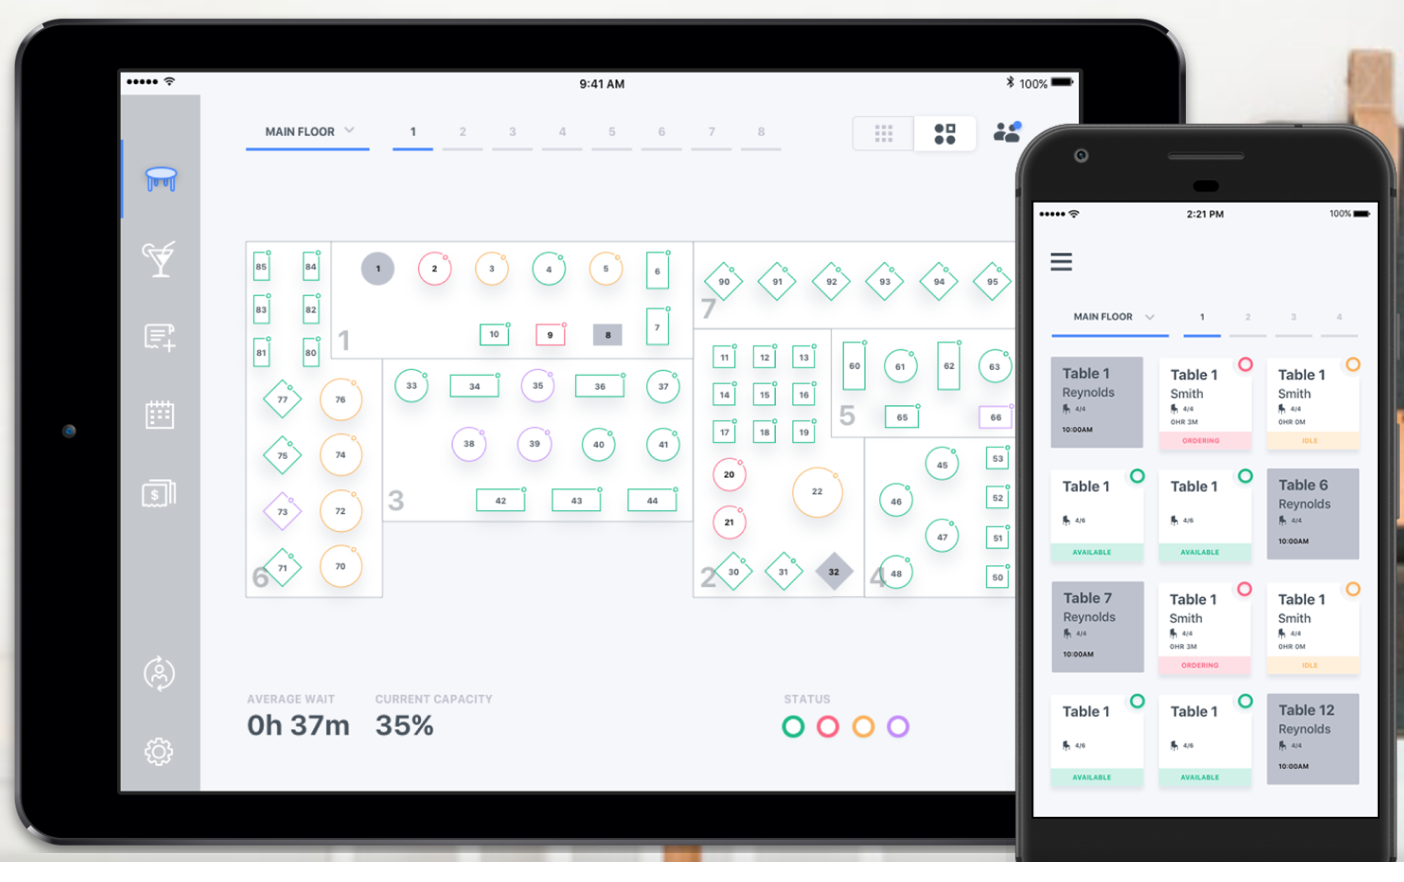 9:41 AM
100%
MAIN FLOOR 1 2 3 4 5 6 7 8
85 84 1 2 3 4 5 6
90 91 92 93 94 95
7
83 82
10 9 8 7
1
81 80
11 12 13
60 61 62 63
77 76
33 34 35 36 37
14 15 16
5 65 66
17 18 19
75 74
38 39 40 41
45 53
20 22
46 52
73 72
3 42 43 44
21
47 51
6 71 70
2 30 31 32
4 48 50
AVERAGE WAIT CURRENT CAPACITY STATUS
0h 37m 35%
$
2:21 PM
100%
MAIN FLOOR 1 2 3 4
Table 1
Reynolds
4/4
10:00AM
Table 1
Smith
4/4
0HR 3M
ORDERING
Table 1
Smith
4/4
0HR 0M
IDLE
Table 1
4/6
AVAILABLE
Table 1
4/6
AVAILABLE
Table 6
Reynolds
4/4
10:00AM
Table 7
Reynolds
4/4
10:00AM
Table 1
Smith
4/4
0HR 3M
ORDERING
Table 1
Smith
4/4
0HR 0M
IDLE
Table 1
4/6
AVAILABLE
Table 1
4/6
AVAILABLE
Table 12
Reynolds
4/4
10:00AM